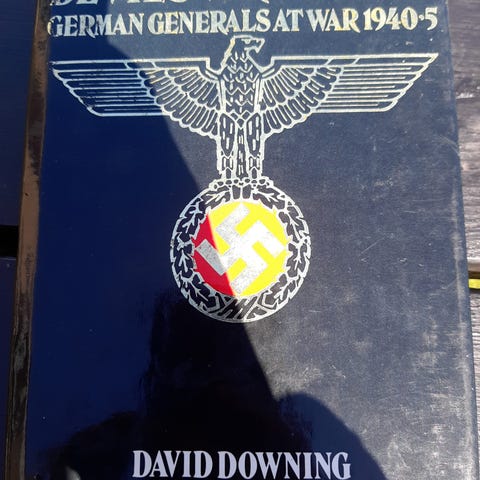 GERMAN GENERALS AT WAR 1940-5
DAVID DOWNING